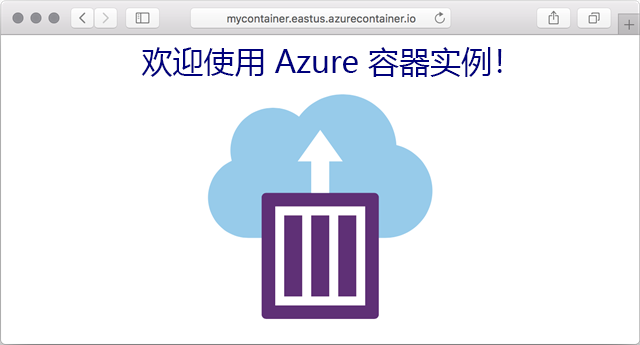 mycontainer.eastus.azurecontainer.io
欢迎使用 Azure 容器实例！